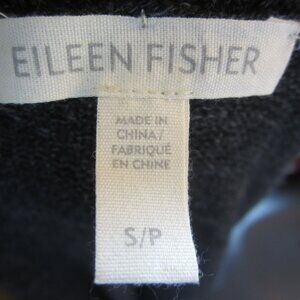 EILEEN FISHER
MADE IN
CHINA/
FABRIQUÉ
EN CHINE
S/P